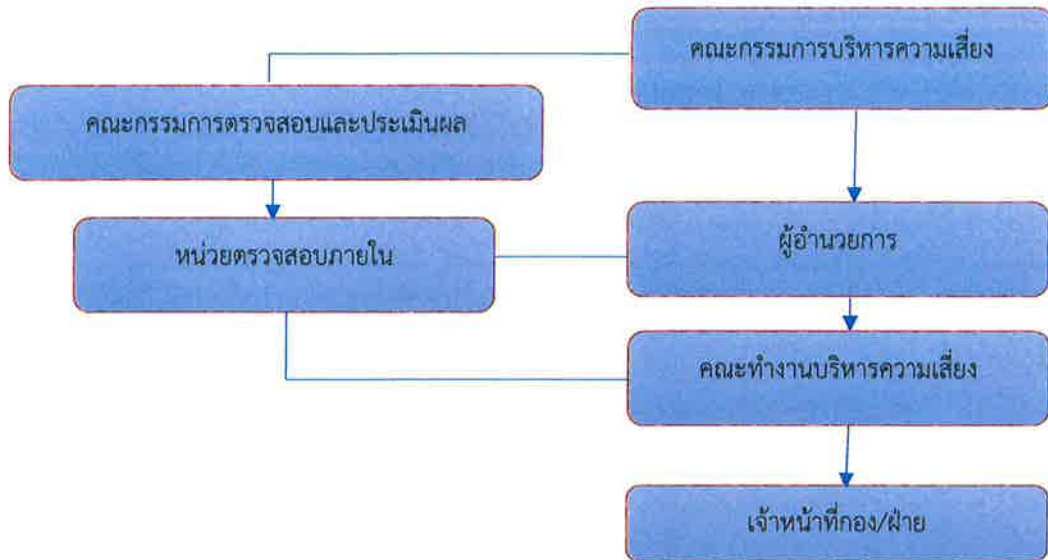 คณะกรรมการบริหารความเสี่ยง
คณะกรรมการตรวจสอบและประเมินผล
หน่วยตรวจสอบภายใน
ผู้อำนวยการ
คณะทำงานบริหารความเสี่ยง
เจ้าหน้าที่กอง/ฝ่าย